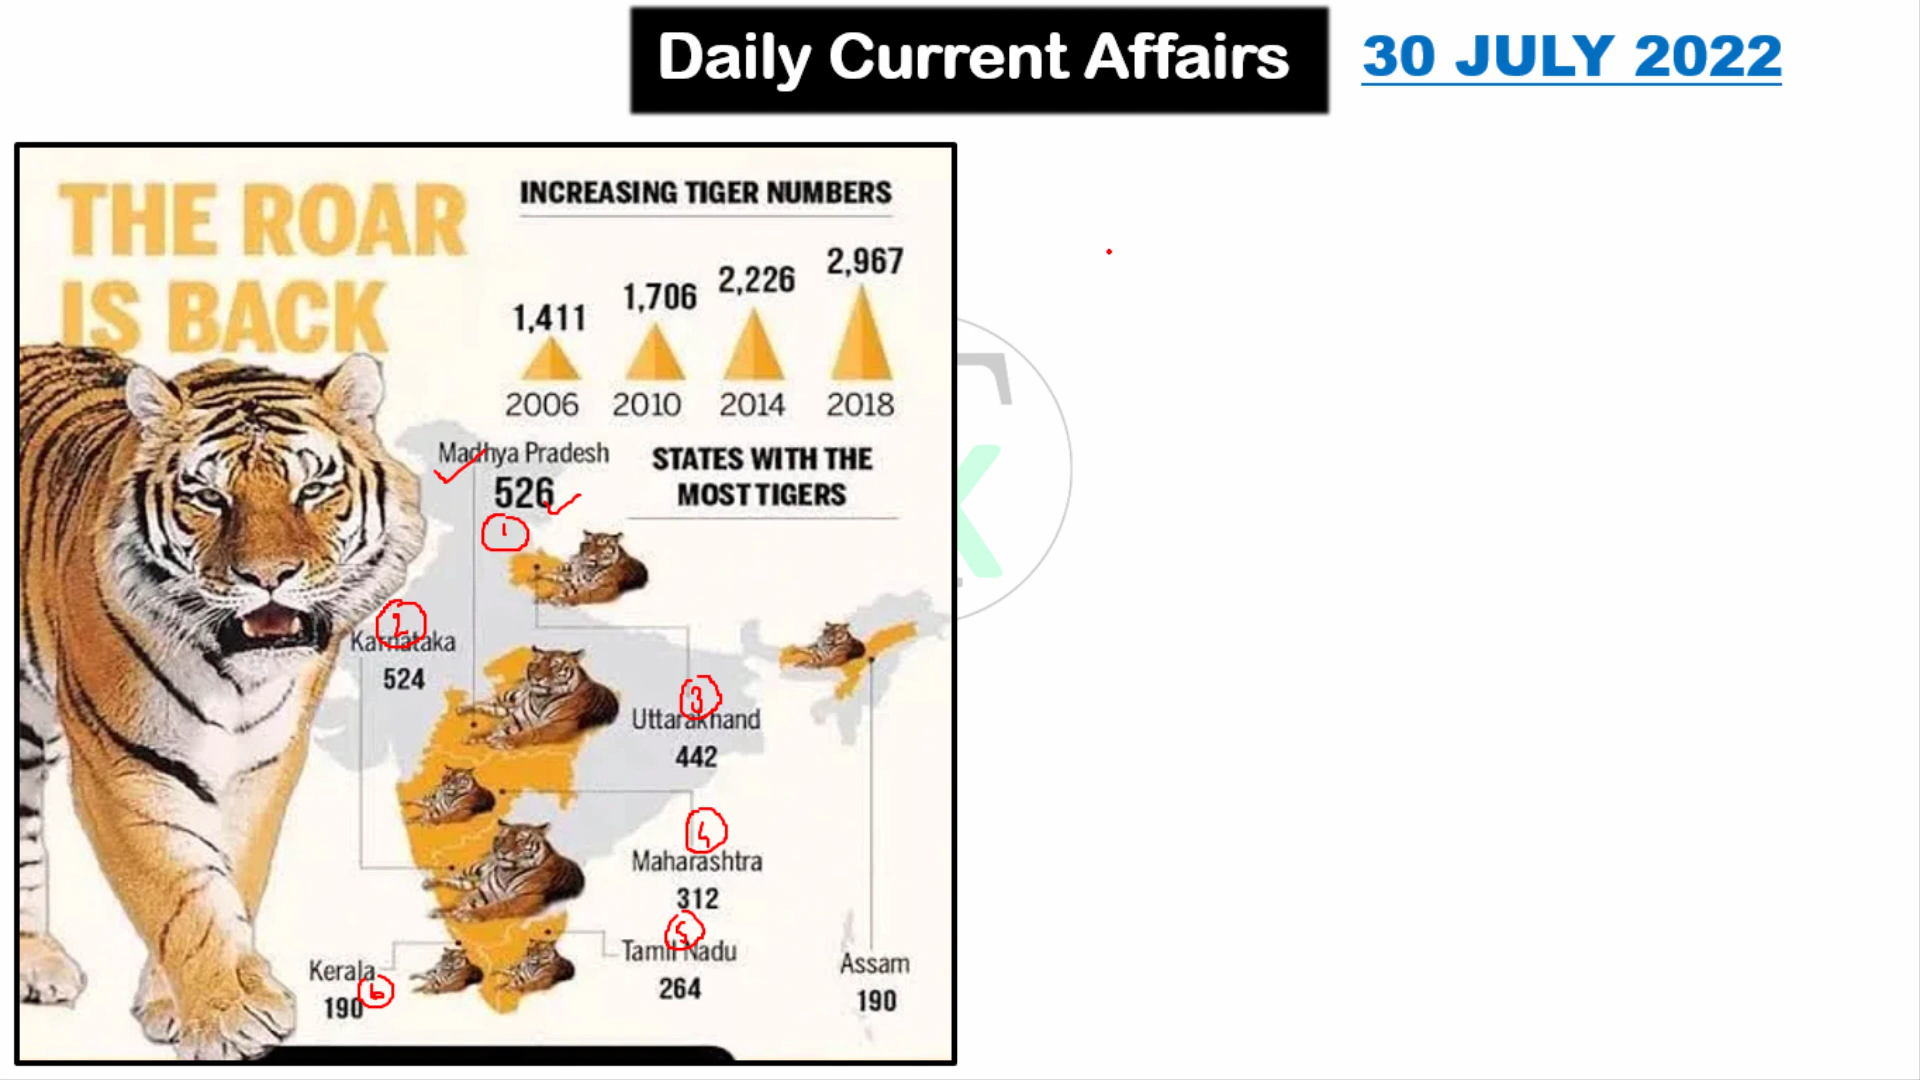 Daily Current Affairs
30 JULY 2022
THE ROAR
IS BACK
INCREASING TIGER NUMBERS
1,411
1,706
2,226
2,967
2006
2010
2014
2018
Madhya Pradesh
526
1
STATES WITH THE
MOST TIGERS
2
Karnataka
524
3
Uttarakhand
442
4
Maharashtra
312
5
Tamil Nadu
264
Kerala
190
6
Assam
190